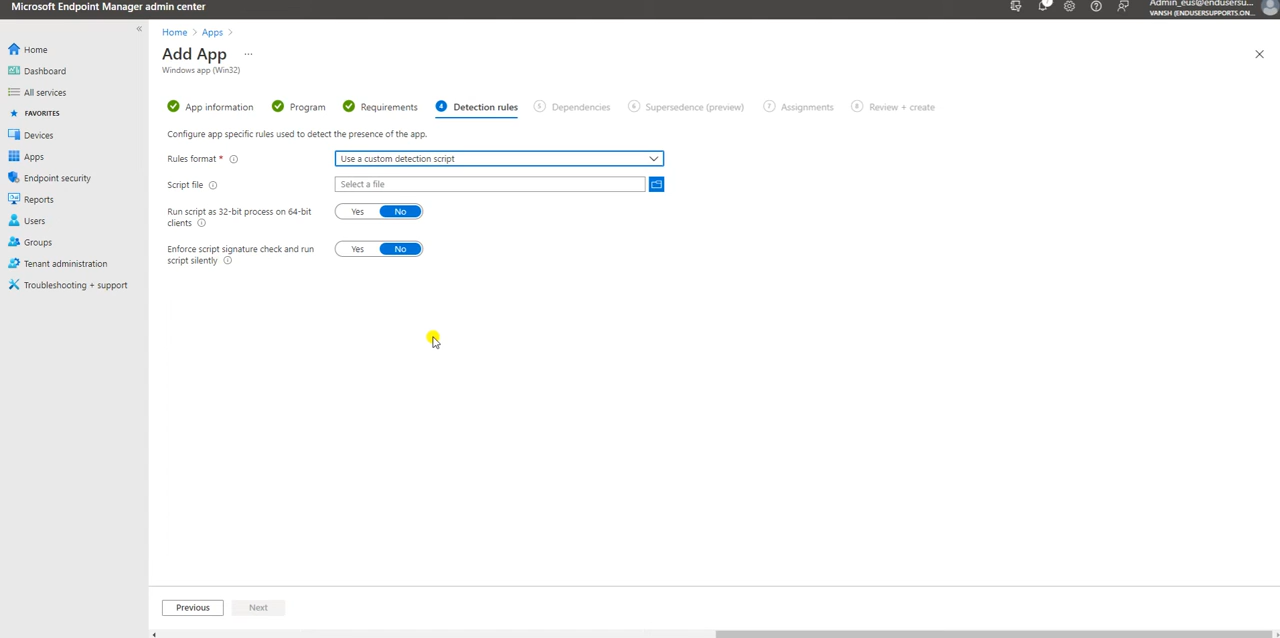 Microsoft Endpoint Manager admin center
Admin_eus@endusersu...
VANSH (ENDUSERSUPPORTS.ON...
«
Home
Dashboard
All services
FAVORITES
Devices
Apps
Endpoint security
Reports
Users
Groups
Tenant administration
Troubleshooting + support
Home > Apps >
Add App ...
Windows app (Win32)
App information
Program
Requirements
4 Detection rules
5 Dependencies
6 Supersedence (preview)
7 Assignments
8 Review + create
Configure app specific rules used to detect the presence of the app.
Rules format *
Use a custom detection script
Script file
Select a file
Run script as 32-bit process on 64-bit
clients
Yes No
Enforce script signature check and run
script silently
Yes No
Previous
Next